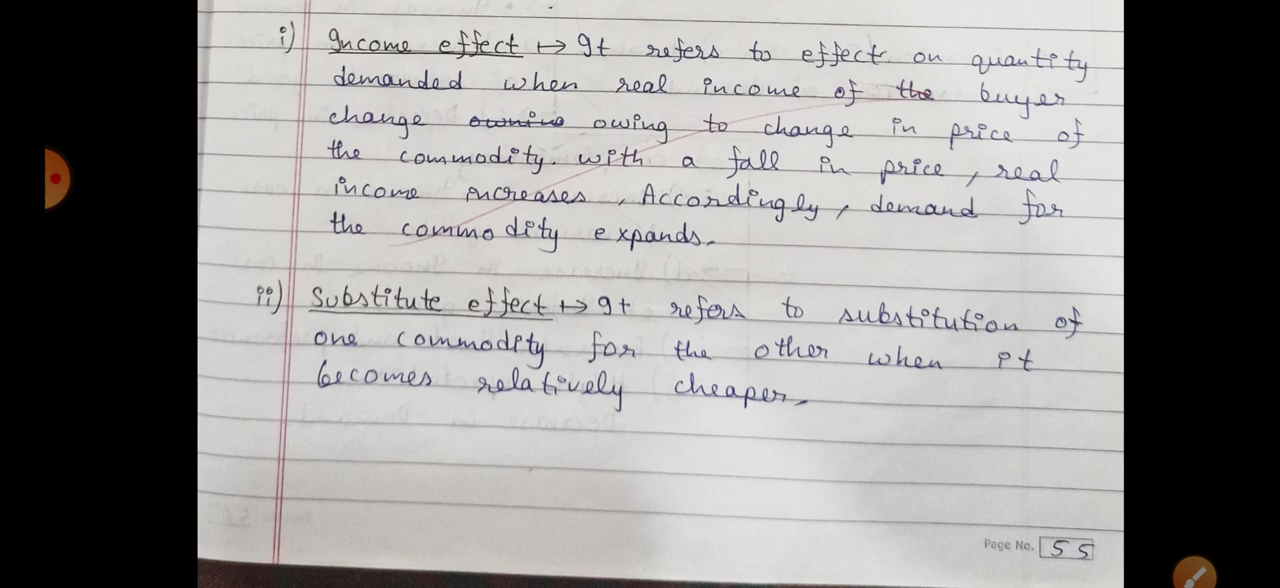 i) Income effect ↦ It refers to effect on quantity
demanded when real income of the buyer
change owning owing to change in price of
the commodity. with a fall in price, real
income increases, Accordingly, demand for
the commodity expands.
ii) Substitute effect ↦ It refers to substitution of
one commodity for the other when it
becomes relatively cheaper.
Page No. 55